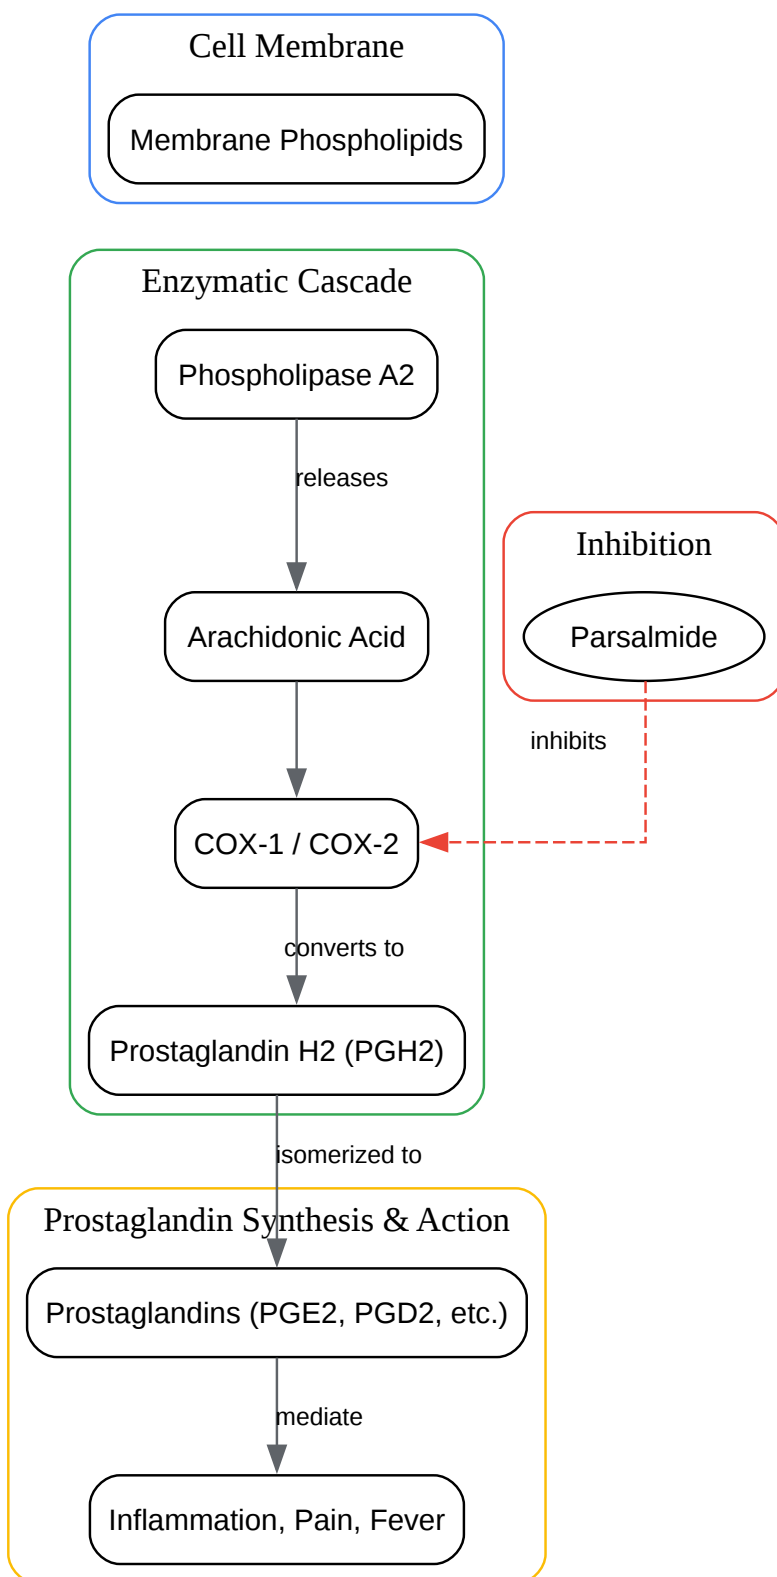 Cell Membrane
Membrane Phospholipids
Enzymatic Cascade
Phospholipase A2
releases
Inhibition
Arachidonic Acid
Parsalmide
inhibits
COX-1 / COX-2
converts to
Prostaglandin H2 (PGH2)
isomerized to
Prostaglandin Synthesis & Action
Prostaglandins (PGE2, PGD2, etc.)
mediate
Inflammation, Pain, Fever